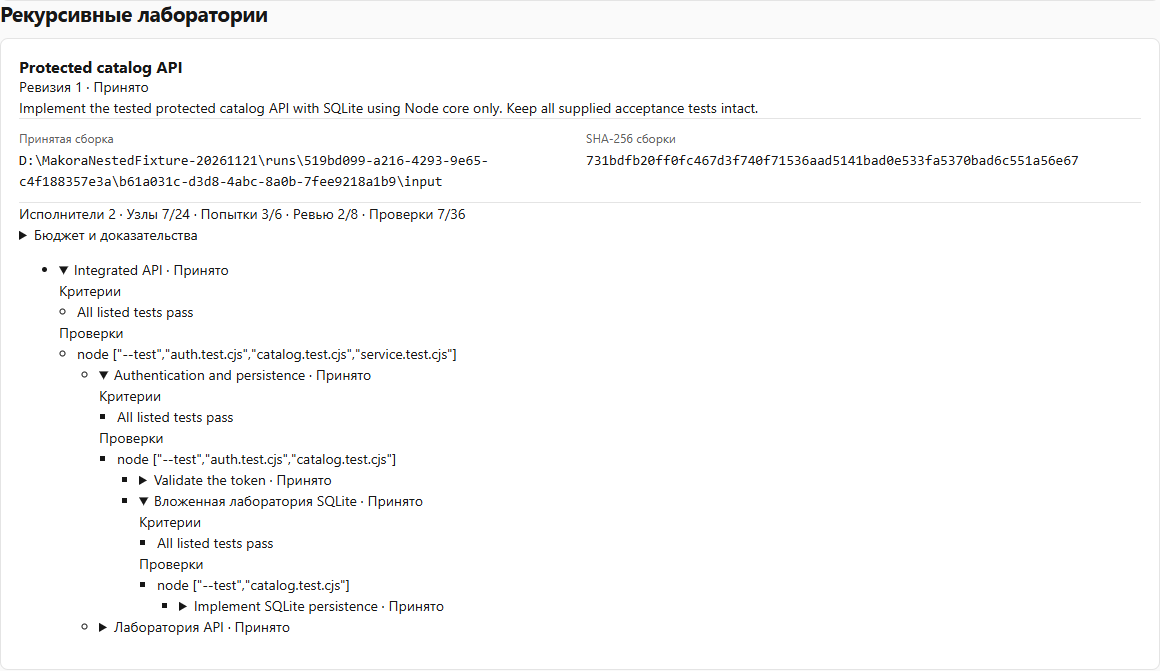 Рекурсивные лаборатории
Protected catalog API
Ревизия 1 · Принято
Implement the tested protected catalog API with SQLite using Node core only. Keep all supplied acceptance tests intact.
Принятая сборка
D:\MakoraNestedFixture-20261121\runs\519bd099-a216-4293-9e65-
c4f188357e3a\b61a031c-d3d8-4abc-8a0b-7fee9218a1b9\input
SHA-256 сборки
731bdfb20ff0fc467d3f740f71536aad5141bad0e533fa5370bad6c551a56e67
Исполнители 2 · Узлы 7/24 · Попытки 3/6 · Ревью 2/8 · Проверки 7/36
Бюджет и доказательства
Integrated API · Принято
Критерии
All listed tests pass
Проверки
node ["--test","auth.test.cjs","catalog.test.cjs","service.test.cjs"]
Authentication and persistence · Принято
Критерии
All listed tests pass
Проверки
node ["--test","auth.test.cjs","catalog.test.cjs"]
Validate the token · Принято
Вложенная лаборатория SQLite · Принято
Критерии
All listed tests pass
Проверки
node ["--test","catalog.test.cjs"]
Implement SQLite persistence · Принято
Лаборатория API · Принято